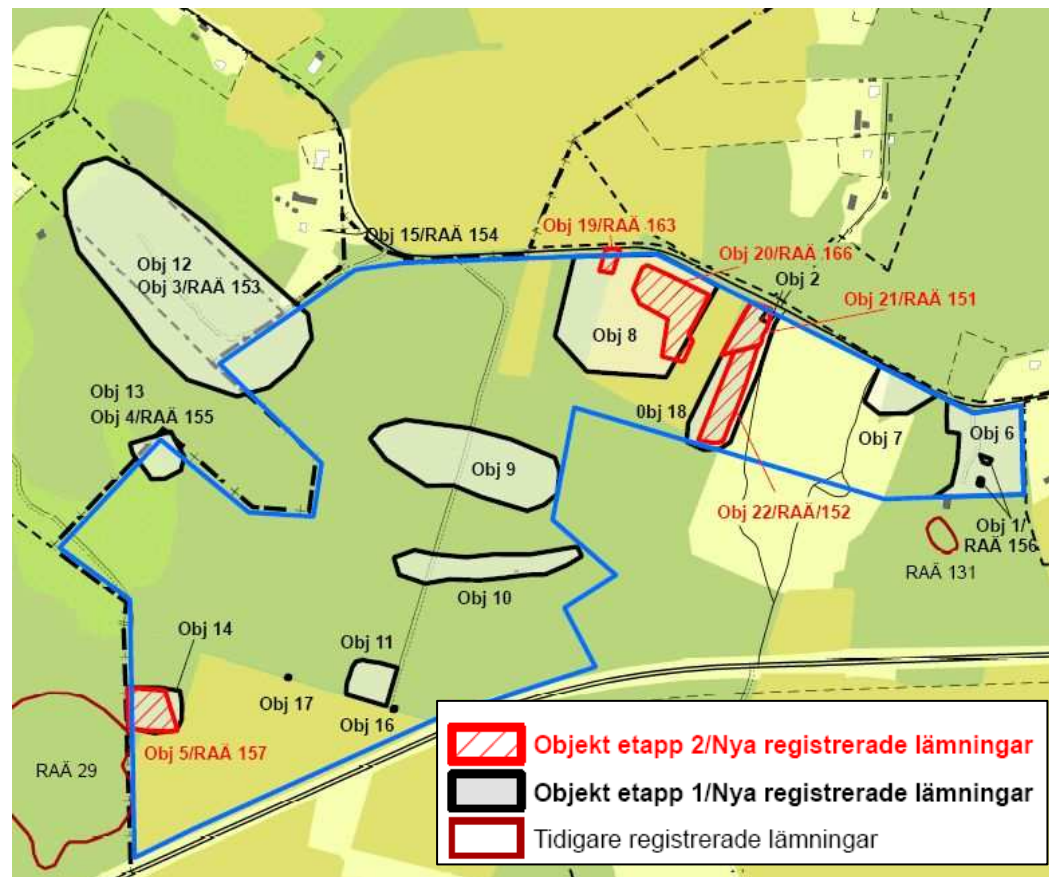 Obj 19/RAÄ 163
Obj 15/RAÄ 154
Obj 20/RAÄ 166
Obj 12
Obj 3/RAÄ 153
Obj 2
Obj 21/RAÄ 151
Obj 8
Obj 13
Obj 4/RAÄ 155
0bj 18
Obj 7
Obj 6
Obj 9
Obj 22/RAÄ/152
Obj 1/
RAÄ 156
RAÄ 131
Obj 10
Obj 14
Obj 11
Obj 17
Obj 16
Obj 5/RAÄ 157
RAÄ 29
Objekt etapp 2/Nya registrerade lämningar
Objekt etapp 1/Nya registrerade lämningar
Tidigare registrerade lämningar